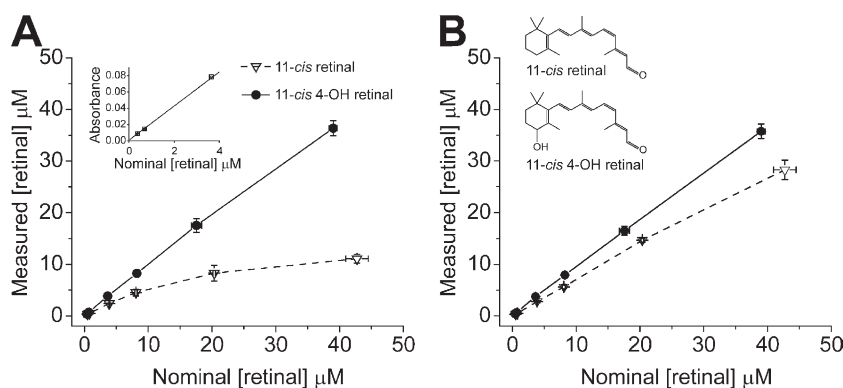 A
Measured [retinal] μM
50
40
30
20
10
0
0
10
20
30
40
50
Nominal [retinal] μM
Absorbance
0.08
0.06
0.04
0.02
0.00
0
2
4
Nominal [retinal] μM
11-cis retinal
11-cis 4-OH retinal
B
Measured [retinal] μM
50
40
30
20
10
0
0
10
20
30
40
50
Nominal [retinal] μM
O
11-cis retinal
OH
O
11-cis 4-OH retinal